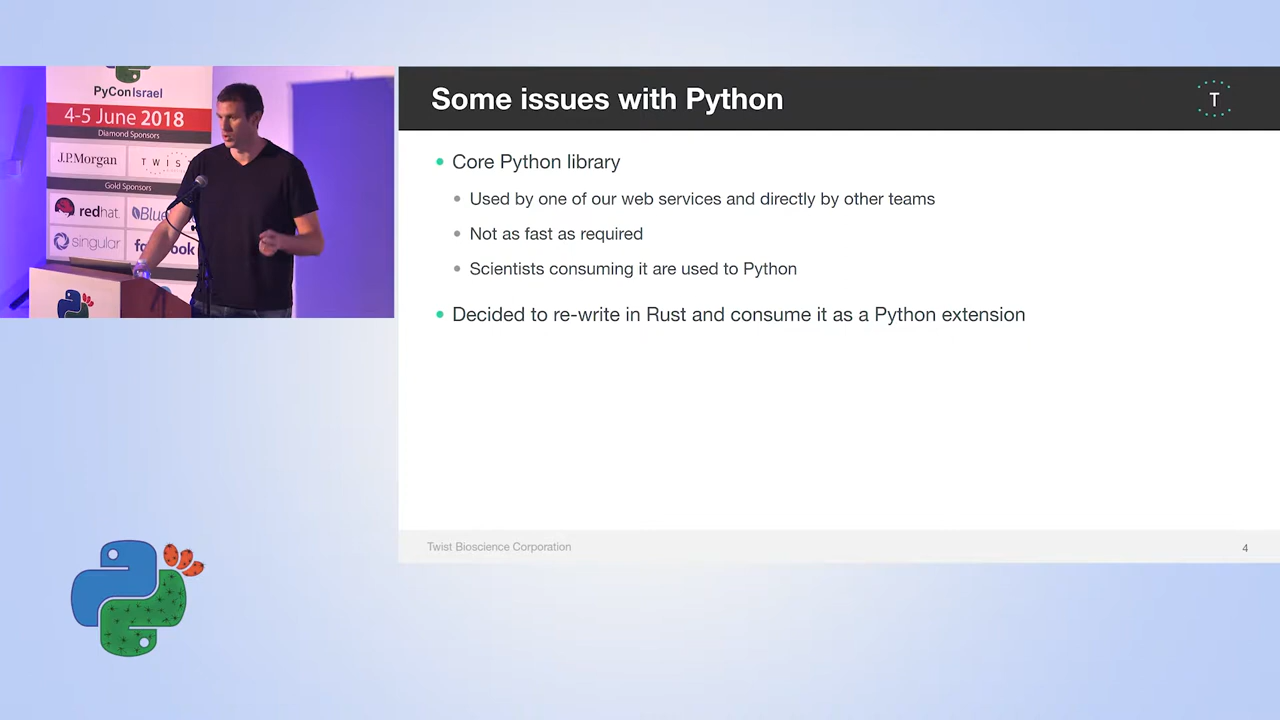 PyConIsrael
4-5 June 2018
Diamond Sponsors
J.P.Morgan
TWIS
Gold Sponsors
redhat.
Blue
singular
Some issues with Python
T
Core Python library
Used by one of our web services and directly by other teams
Not as fast as required
Scientists consuming it are used to Python
Decided to re-write in Rust and consume it as a Python extension
Twist Bioscience Corporation
4